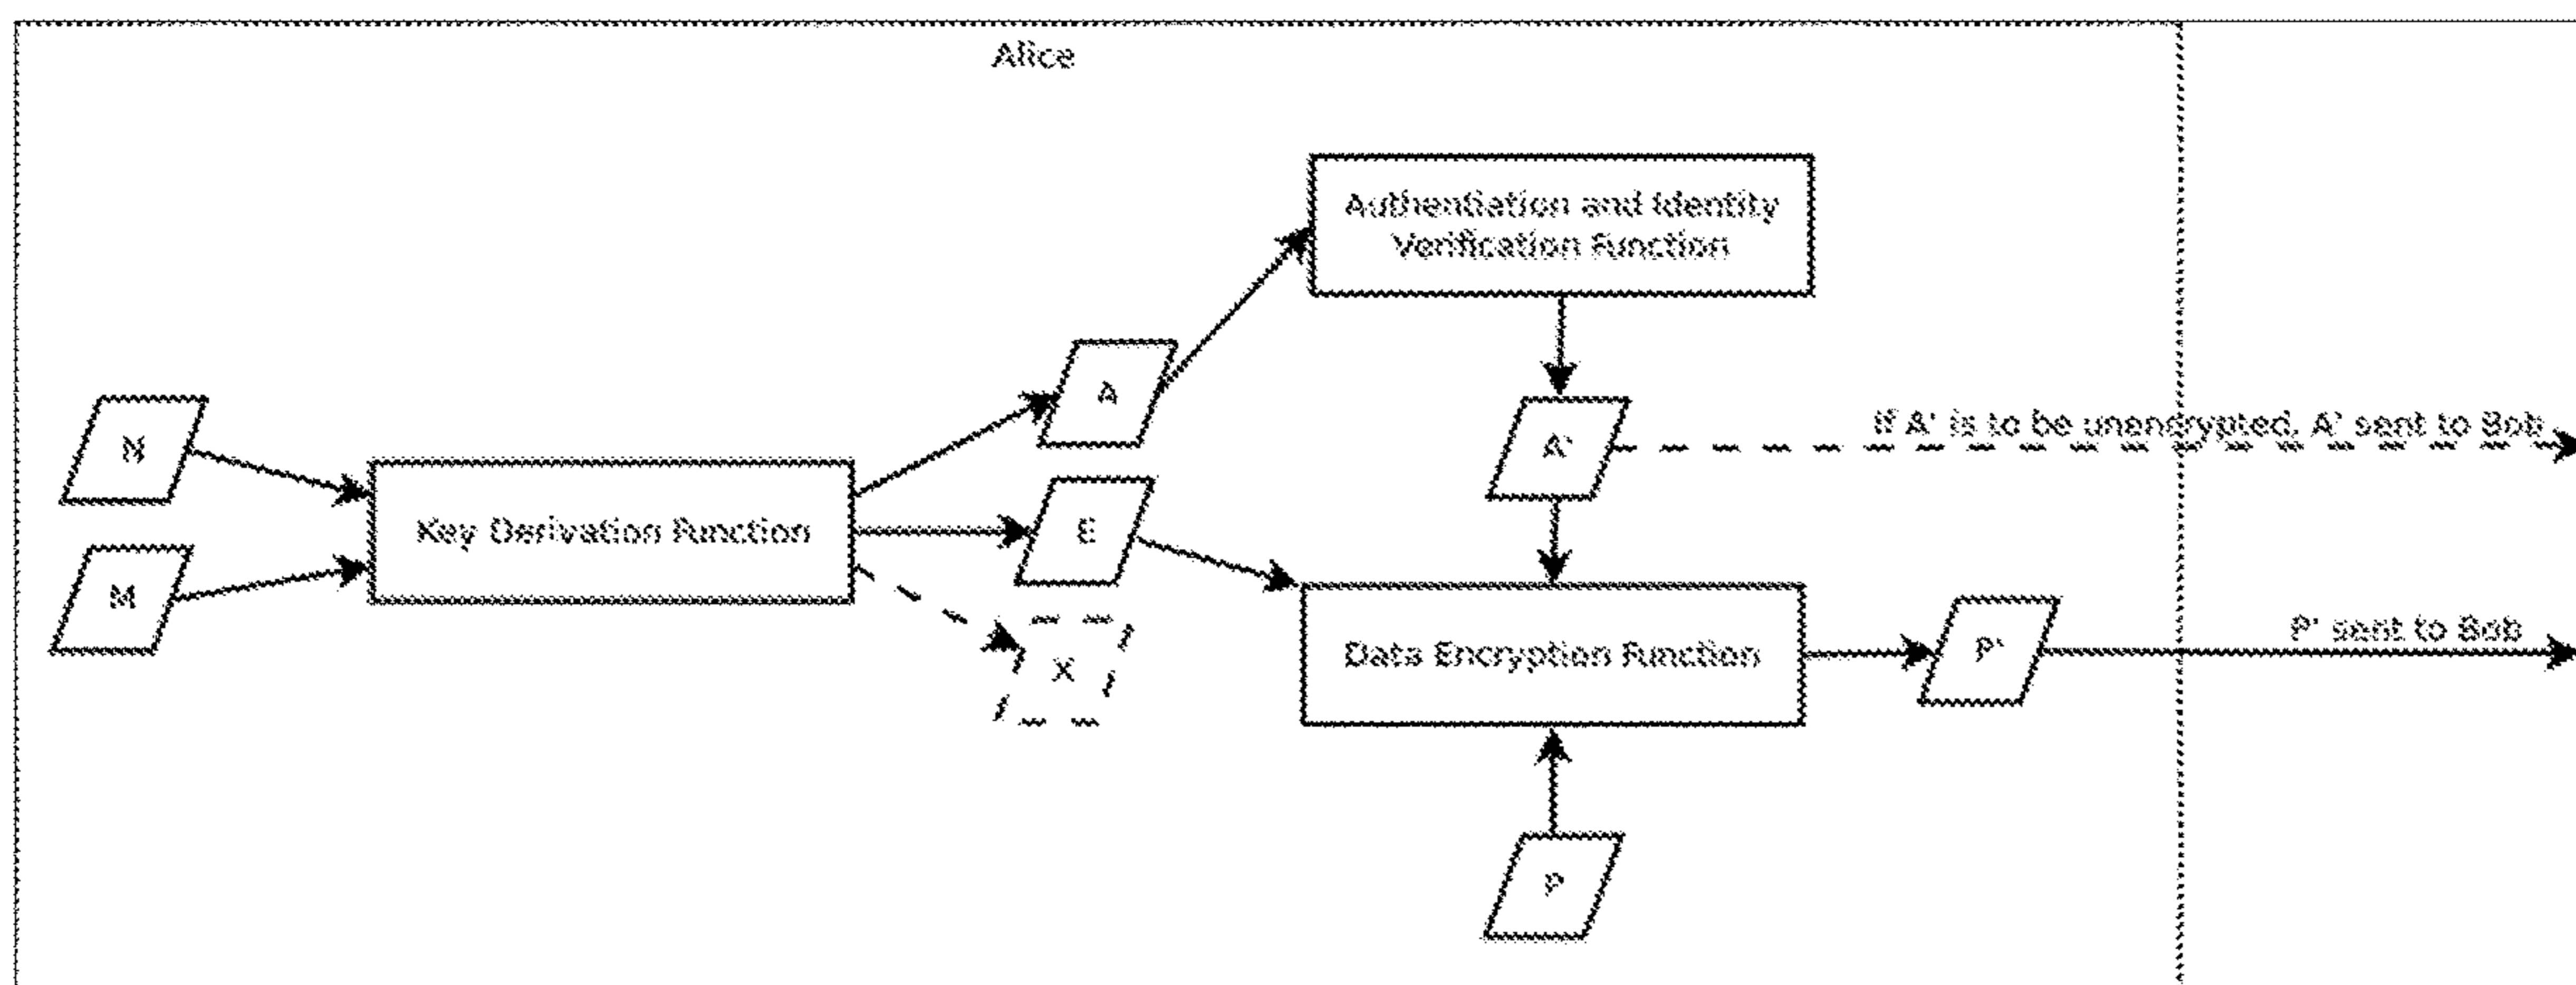 Alice
Authentiation and Identity
Verification Function
A
N
A'
If A' is to be unencrypted, A' sent to Bob
Key Derivation Function
E
M
X
Data Encryption Function
P'
P' sent to Bob
P